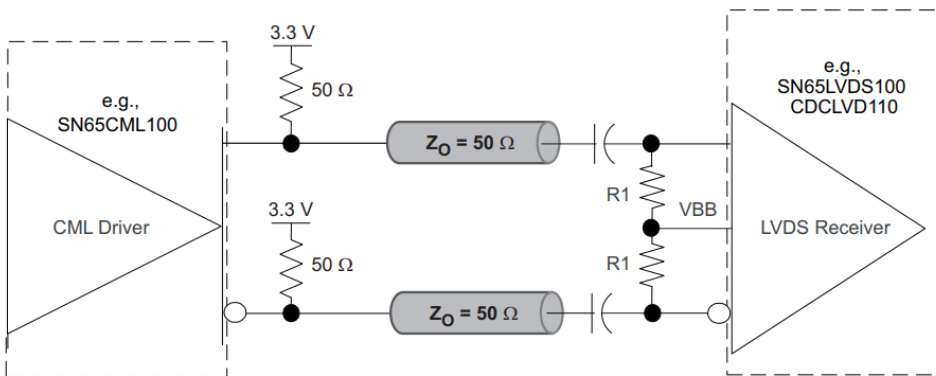 3.3 V
50 Ω
e.g.,
SN65CML100
e.g.,
SN65LVDS100
CDCLVD110
Z_O = 50 Ω
R1
VBB
CML Driver
LVDS Receiver
3.3 V
50 Ω
R1
Z_O = 50 Ω